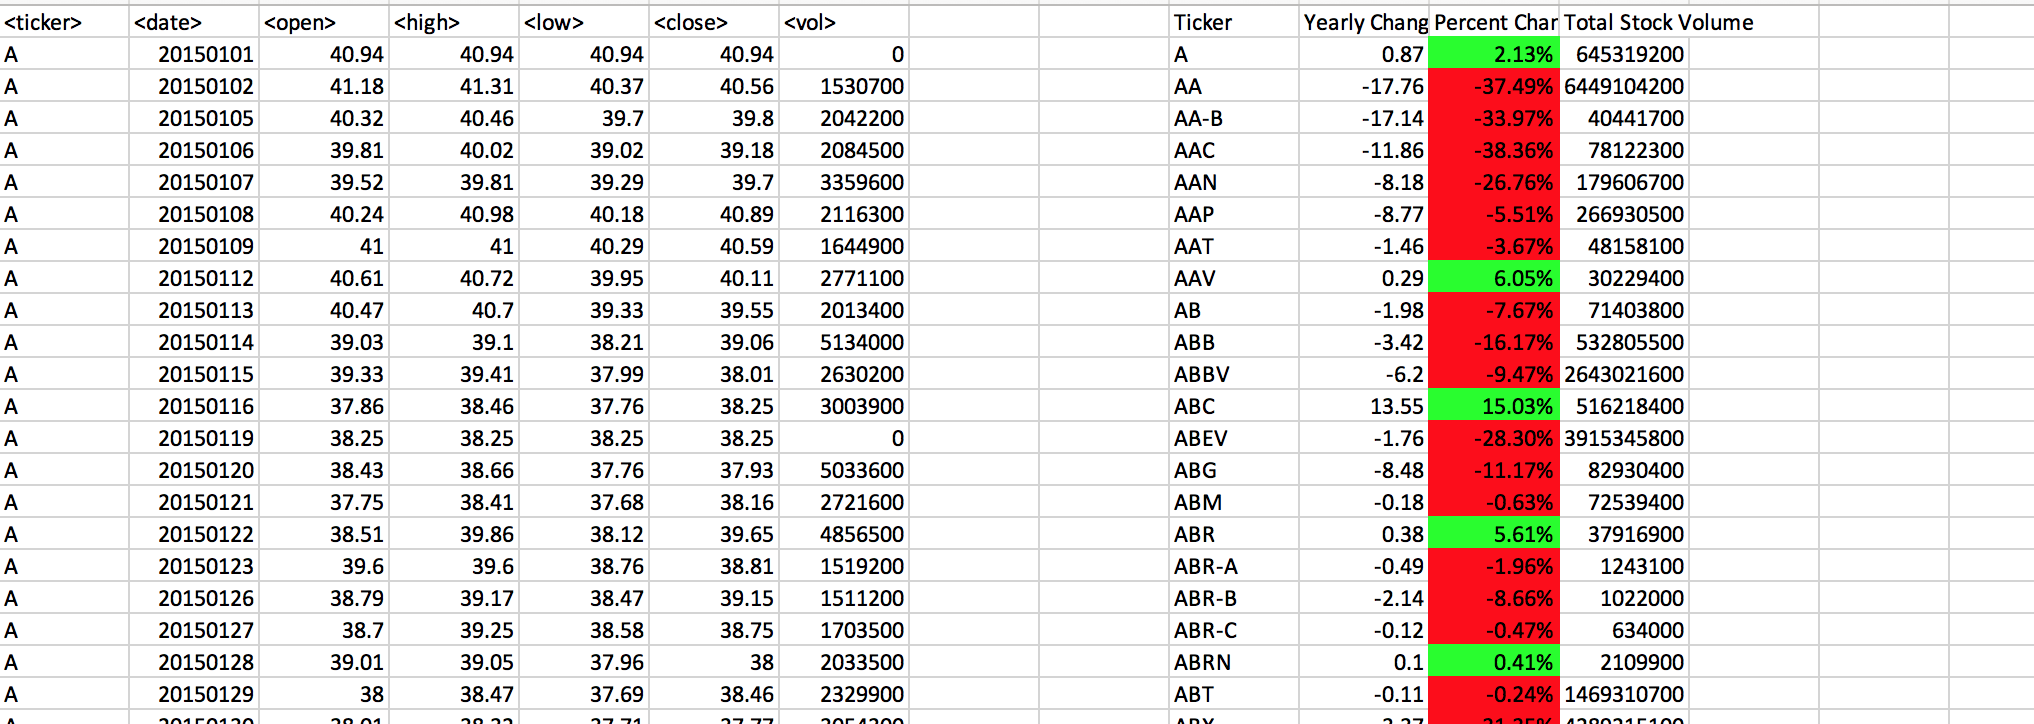 <ticker> <date> <open> <high> <low> <close> <vol> Ticker Yearly Chang Percent Char Total Stock Volume
A 20150101 40.94 40.94 40.94 40.94 0 A 0.87 2.13% 645319200
A 20150102 41.18 41.31 40.37 40.56 1530700 AA -17.76 -37.49% 6449104200
A 20150105 40.32 40.46 39.7 39.8 2042200 AA-B -17.14 -33.97% 40441700
A 20150106 39.81 40.02 39.02 39.18 2084500 AAC -11.86 -38.36% 78122300
A 20150107 39.52 39.81 39.29 39.7 3359600 AAN -8.18 -26.76% 179606700
A 20150108 40.24 40.98 40.18 40.89 2116300 AAP -8.77 -5.51% 266930500
A 20150109 41 41 40.29 40.59 1644900 AAT -1.46 -3.67% 48158100
A 20150112 40.61 40.72 39.95 40.11 2771100 AAV 0.29 6.05% 30229400
A 20150113 40.47 40.7 39.33 39.55 2013400 AB -1.98 -7.67% 71403800
A 20150114 39.03 39.1 38.21 39.06 5134000 ABB -3.42 -16.17% 532805500
A 20150115 39.33 39.41 37.99 38.01 2630200 ABBV -6.2 -9.47% 2643021600
A 20150116 37.86 38.46 37.76 38.25 3003900 ABC 13.55 15.03% 516218400
A 20150119 38.25 38.25 38.25 38.25 0 ABEV -1.76 -28.30% 3915345800
A 20150120 38.43 38.66 37.76 37.93 5033600 ABG -8.48 -11.17% 82930400
A 20150121 37.75 38.41 37.68 38.16 2721600 ABM -0.18 -0.63% 72539400
A 20150122 38.51 39.86 38.12 39.65 4856500 ABR 0.38 5.61% 37916900
A 20150123 39.6 39.6 38.76 38.81 1519200 ABR-A -0.49 -1.96% 1243100
A 20150126 38.79 39.17 38.47 39.15 1511200 ABR-B -2.14 -8.66% 1022000
A 20150127 38.7 39.25 38.58 38.75 1703500 ABR-C -0.12 -0.47% 634000
A 20150128 39.01 39.05 37.96 38 2033500 ABRN 0.1 0.41% 2109900
A 20150129 38 38.47 37.69 38.46 2329900 ABT -0.11 -0.24% 1469310700